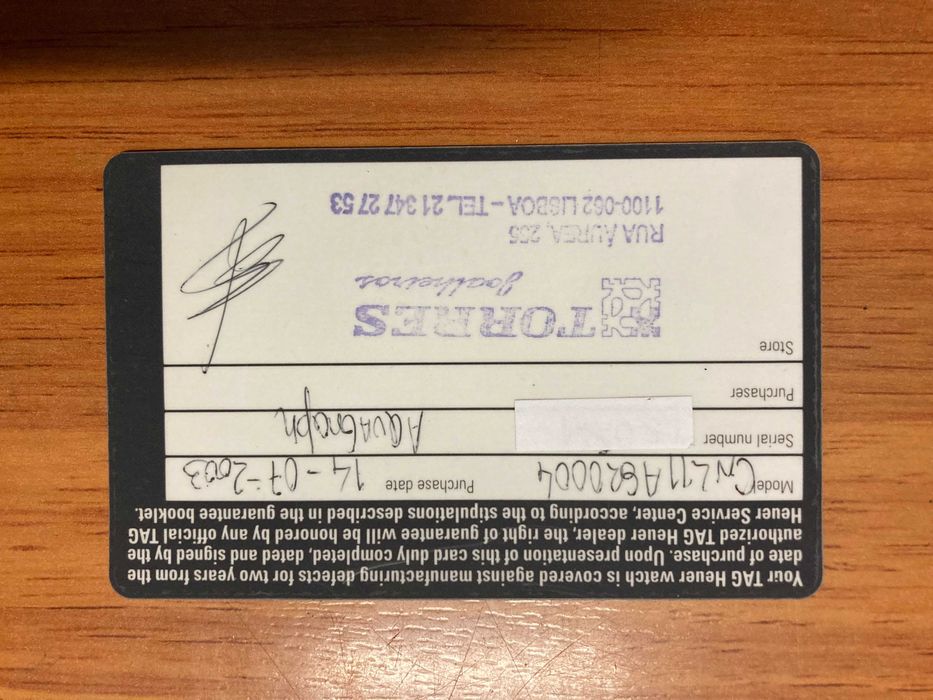 Your TAG Heuer watch is covered against manufacturing defects for two years from the
date of purchase. Upon presentation of this card duly completed, dated and signed by the
authorized TAG Heuer dealer, the right of guarantee will be honored by any official TAG
Heuer Service Center, according to the stipulations described in the guarantee booklet.
Model CN211A620004 Purchase date 14-07-2003
Serial number AQUAGraph
Purchaser
Store
TORRES
Joalheiros
RUA ÁUREA, 255
1100-062 LISBOA – TEL. 21 347 27 53